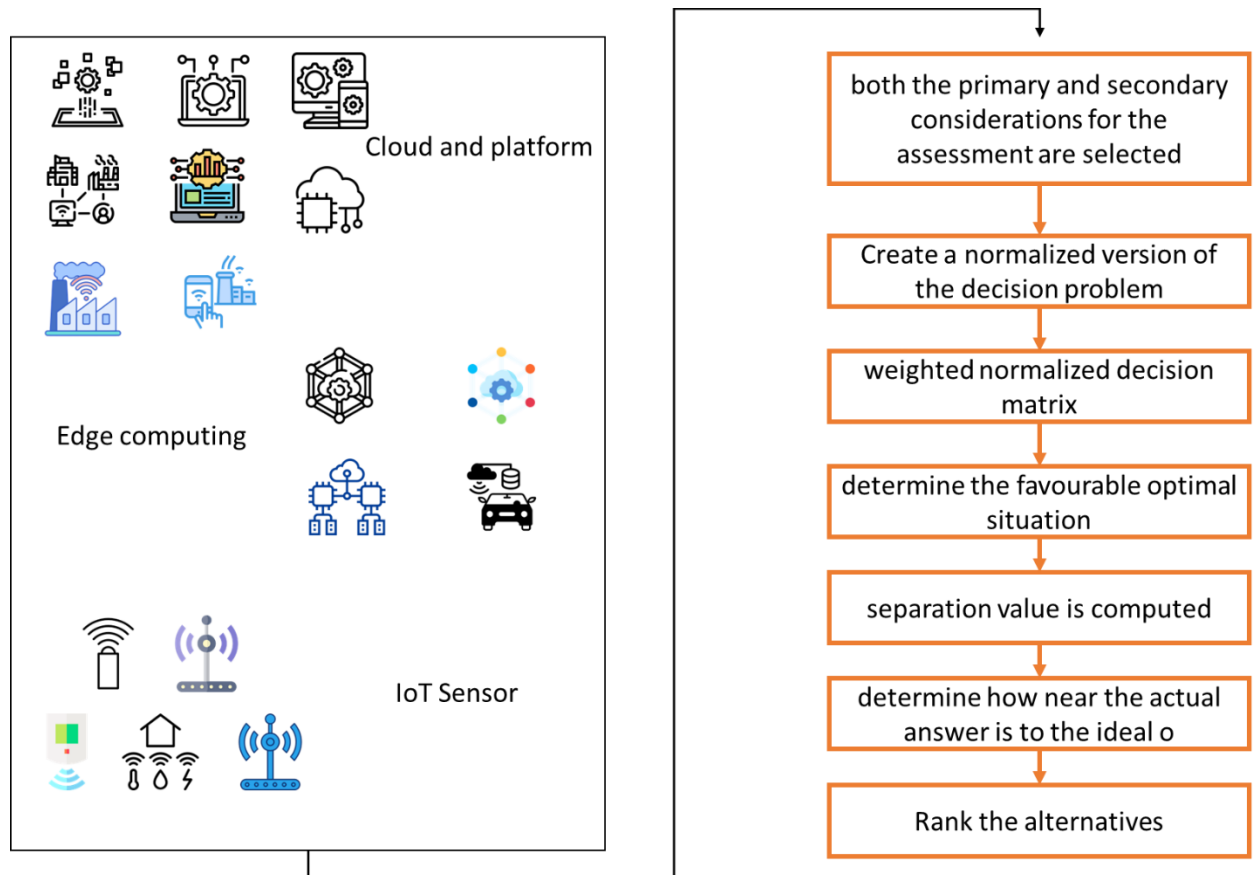 Cloud and platform
Edge computing
IoT Sensor
both the primary and secondary
considerations for the
assessment are selected
Create a normalized version of
the decision problem
weighted normalized decision
matrix
determine the favourable optimal
situation
separation value is computed
determine how near the actual
answer is to the ideal o
Rank the alternatives